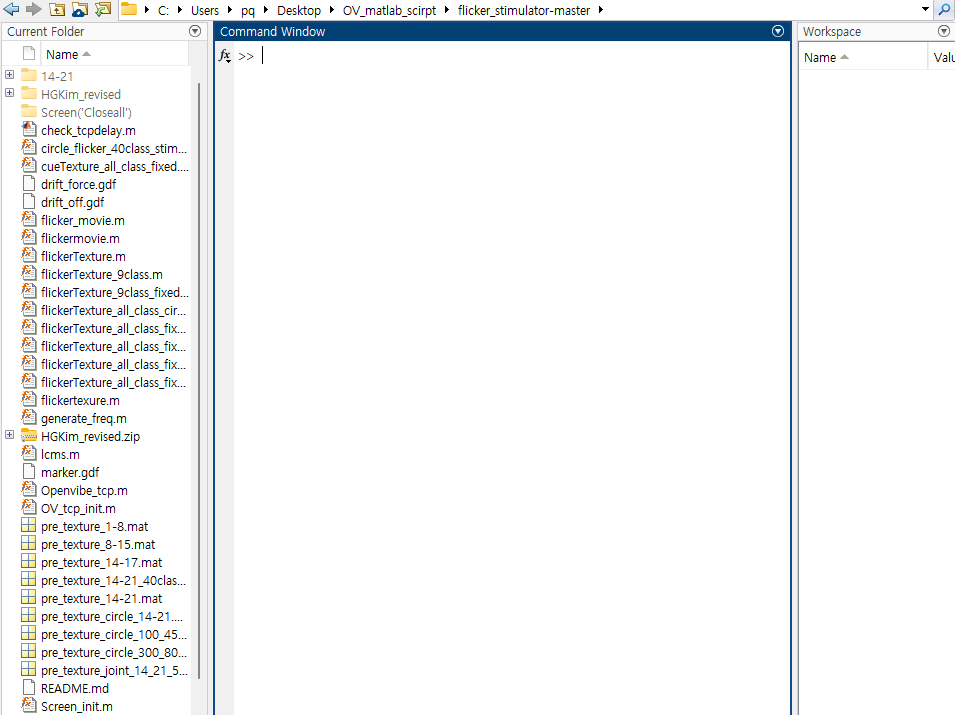 C: Users pq Desktop OV_matlab_scirpt flicker_stimulator-master
Current Folder
Name
14-21
HGKim_revised
Screen('Closeall')
check_tcpdelay.m
circle_flicker_40class_stim...
cueTexture_all_class_fixed....
drift_force.gdf
drift_off.gdf
flicker_movie.m
flickermovie.m
flickerTexture.m
flickerTexture_9class.m
flickerTexture_9class_fixed...
flickerTexture_all_class_cir...
flickerTexture_all_class_fix...
flickerTexture_all_class_fix...
flickerTexture_all_class_fix...
flickerTexture_all_class_fix...
flickertexure.m
generate_freq.m
HGKim_revised.zip
lcms.m
marker.gdf
Openvibe_tcp.m
OV_tcp_init.m
pre_texture_1-8.mat
pre_texture_8-15.mat
pre_texture_14-17.mat
pre_texture_14-21_40clas...
pre_texture_14-21.mat
pre_texture_circle_14-21....
pre_texture_circle_100_45...
pre_texture_circle_300_80...
pre_texture_joint_14_21_5...
README.md
Screen_init.m
Command Window
fx >>
Workspace
Name Valu